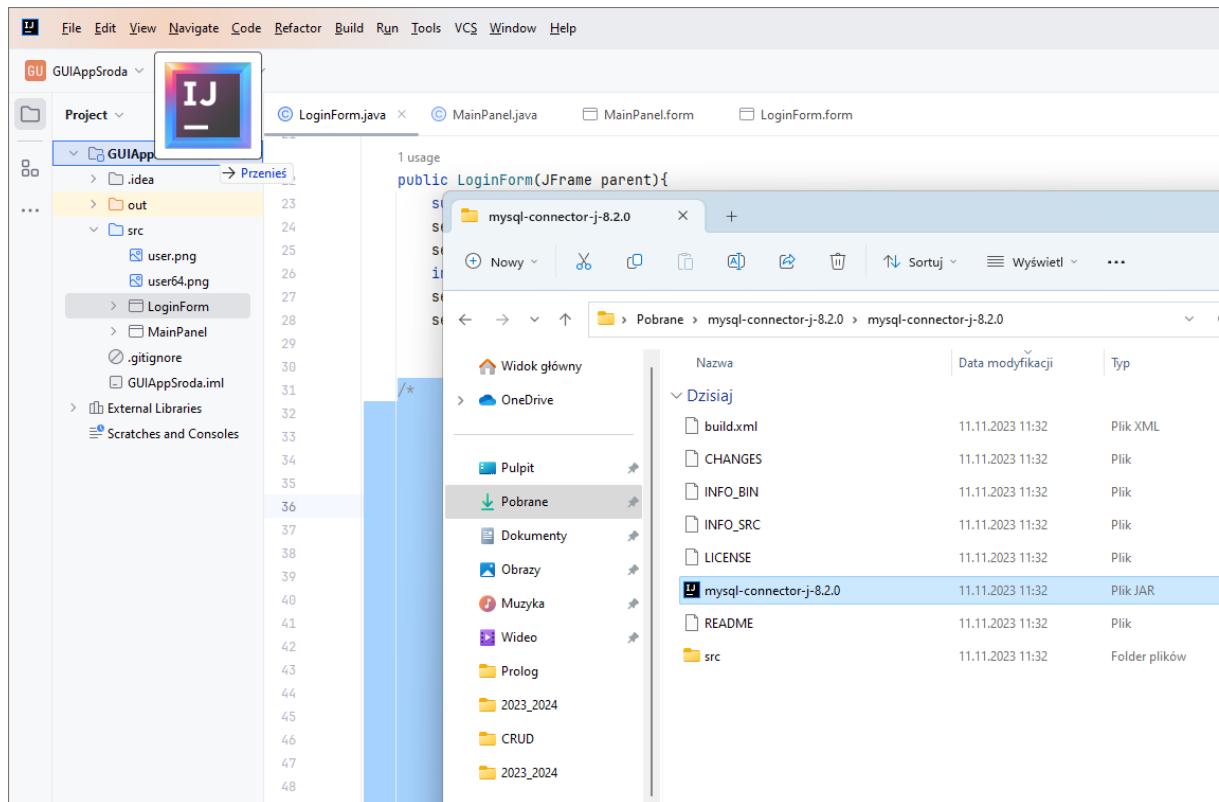 IJ File Edit View Navigate Code Refactor Build Run Tools VCS Window Help
GU GUIAppSroda
IJ
Project
LoginForm.java MainPanel.java MainPanel.form LoginForm.form
GUIApp
Przenieś
.idea
out
src
user.png
user64.png
LoginForm
MainPanel
.gitignore
GUIAppSroda.iml
External Libraries
Scratches and Consoles
1 usage
public LoginForm(JFrame parent){
23
24
25
26
27
28
29
30
31 /*
32
33
34
35
36
37
38
39
40
41
42
43
44
45
46
47
48
mysql-connector-j-8.2.0
Nowy Sortuj Wyświetl
Pobrane > mysql-connector-j-8.2.0 > mysql-connector-j-8.2.0
Widok główny
OneDrive
Pulpit
Pobrane
Dokumenty
Obrazy
Muzyka
Wideo
Prolog
2023_2024
CRUD
2023_2024
Nazwa Data modyfikacji Typ
Dzisiaj
build.xml 11.11.2023 11:32 Plik XML
CHANGES 11.11.2023 11:32 Plik
INFO_BIN 11.11.2023 11:32 Plik
INFO_SRC 11.11.2023 11:32 Plik
LICENSE 11.11.2023 11:32 Plik
mysql-connector-j-8.2.0 11.11.2023 11:32 Plik JAR
README 11.11.2023 11:32 Plik
src 11.11.2023 11:32 Folder plików